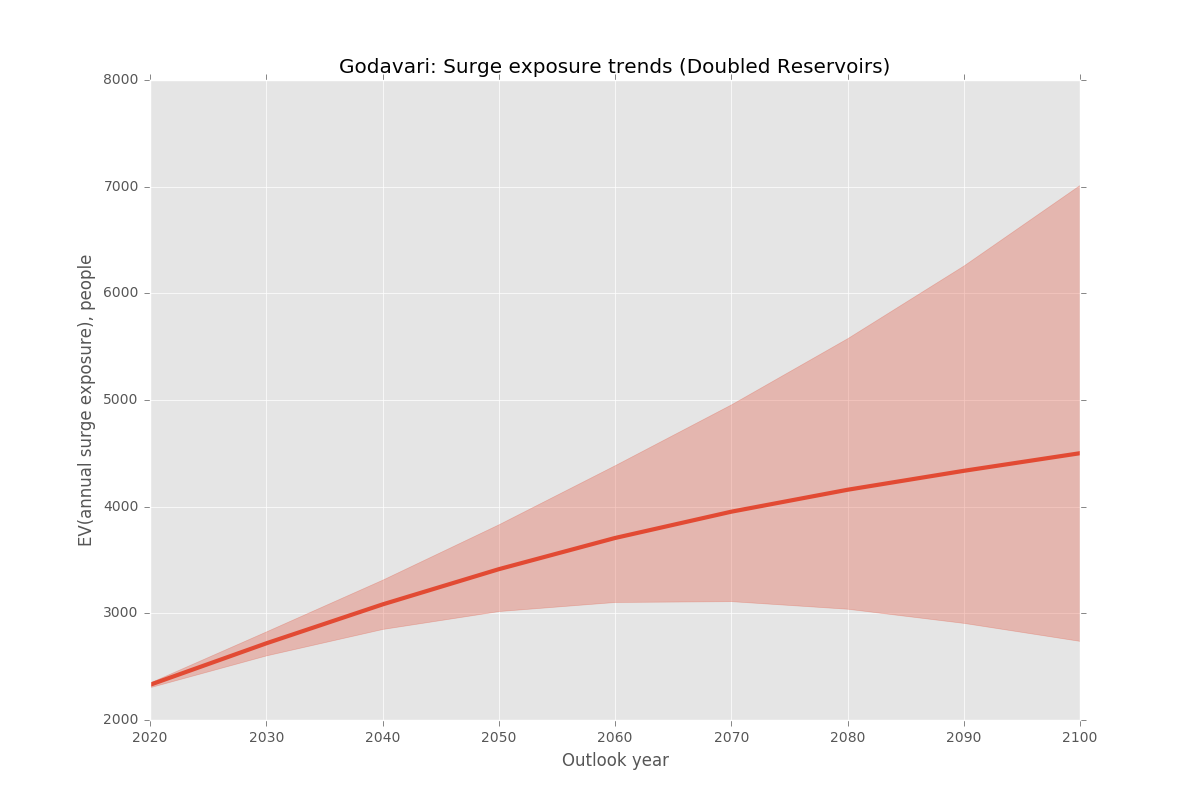 Godavari: Surge exposure trends (Doubled Reservoirs)
8000
7000
6000
5000
4000
3000
2000
EV(annual surge exposure), people
2020 2030 2040 2050 2060 2070 2080 2090 2100
Outlook year